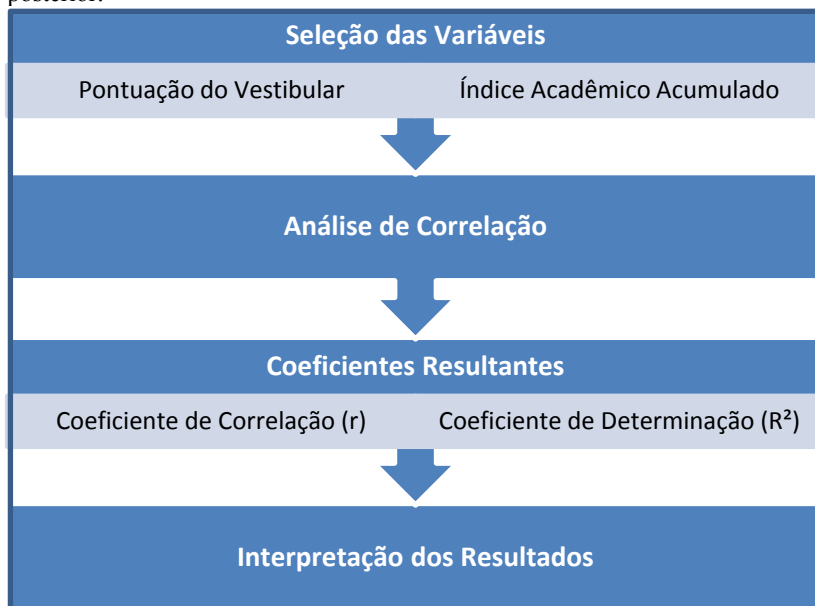 posterior.
Seleção das Variáveis
Pontuação do Vestibular Índice Acadêmico Acumulado
Análise de Correlação
Coeficientes Resultantes
Coeficiente de Correlação (r) Coeficiente de Determinação (R²)
Interpretação dos Resultados